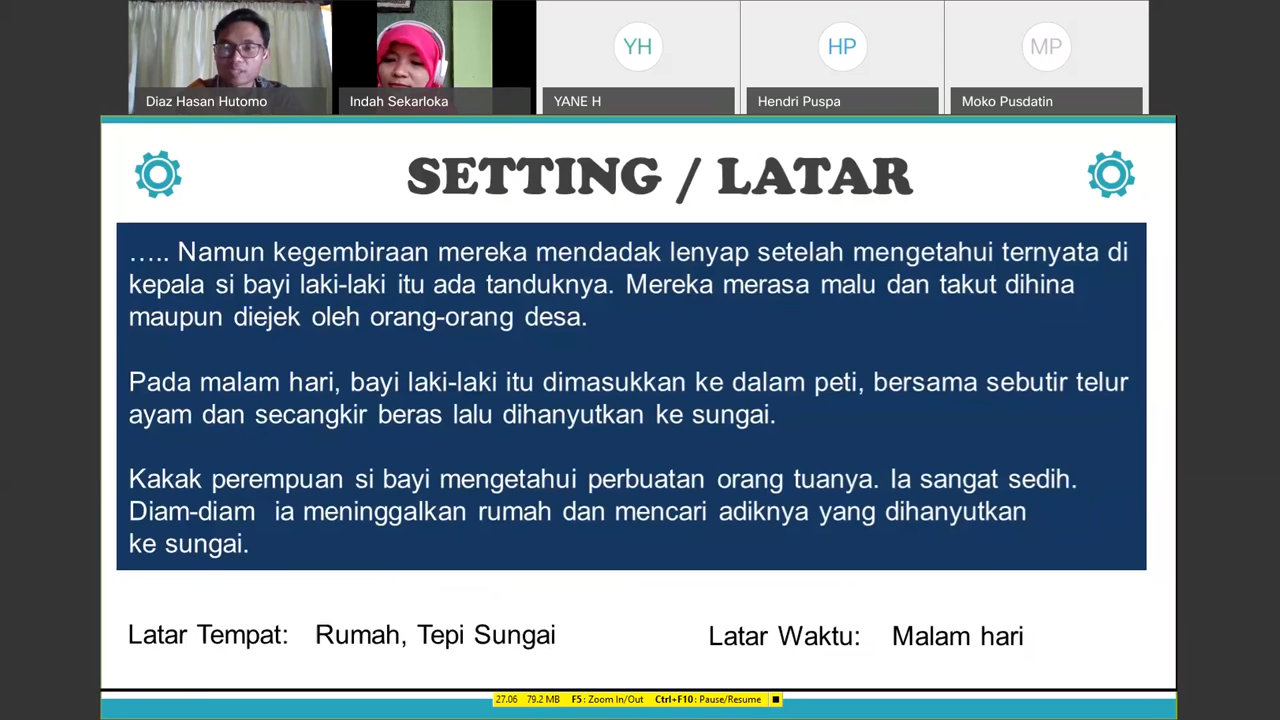 YH
HP
MP
Diaz Hasan Hutomo
Indah Sekarloka
YANE H
Hendri Puspa
Moko Pusdatin
SETTING / LATAR
..... Namun kegembiraan mereka mendadak lenyap setelah mengetahui ternyata di
kepala si bayi laki-laki itu ada tanduknya. Mereka merasa malu dan takut dihina
maupun diejek oleh orang-orang desa.
Pada malam hari, bayi laki-laki itu dimasukkan ke dalam peti, bersama sebutir telur
ayam dan secangkir beras lalu dihanyutkan ke sungai.
Kakak perempuan si bayi mengetahui perbuatan orang tuanya. Ia sangat sedih.
Diam-diam ia meninggalkan rumah dan mencari adiknya yang dihanyutkan
ke sungai.
Latar Tempat: Rumah, Tepi Sungai
Latar Waktu: Malam hari
27.06 79.2 MB F5: Zoom In/Out Ctrl+F10: Pause/Resume